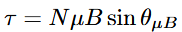 τ = NμB sin θ_μB